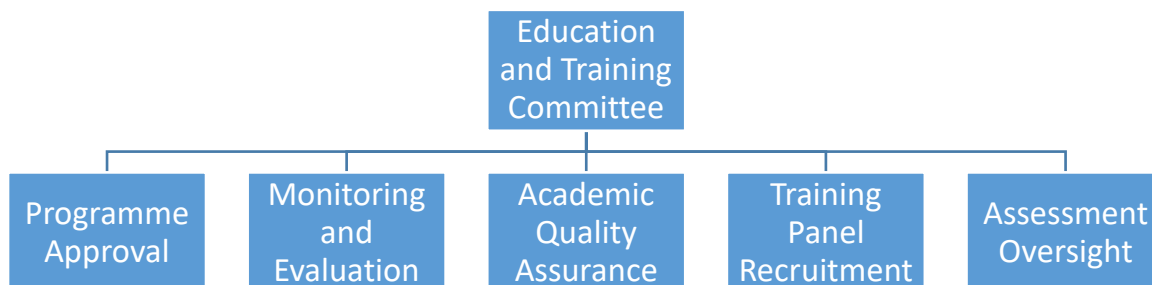 Education
and Training
Committee
Programme
Approval
Monitoring
and
Evaluation
Academic
Quality
Assurance
Training
Panel
Recruitment
Assessment
Oversight